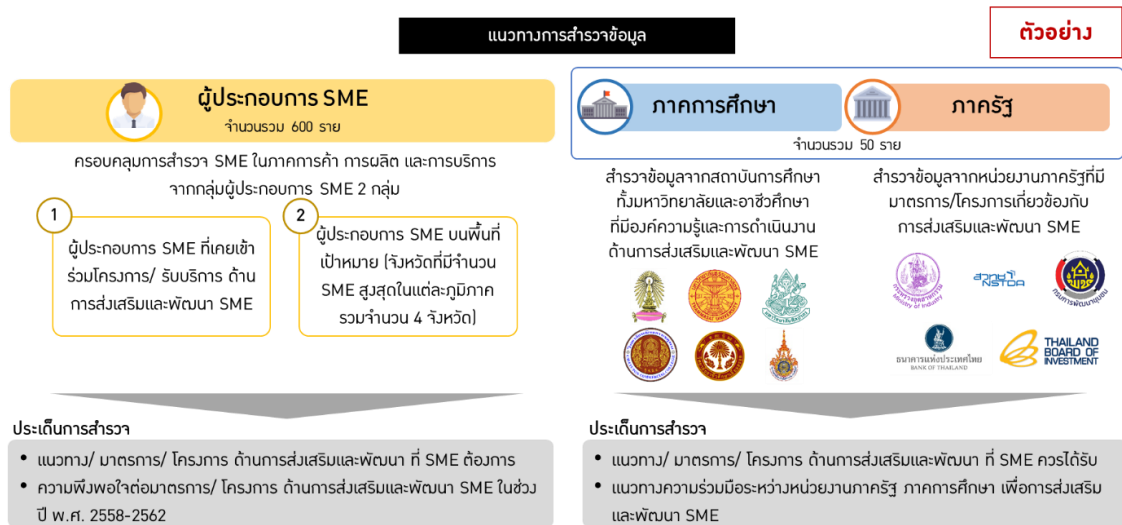 แนวทางการสำรวจข้อมูล
ตัวอย่าง
ผู้ประกอบการ SME
จำนวนรวม 600 ราย
ครอบคลุมการสำรวจ SME ในภาคการค้า การผลิต และการบริการ
จากกลุ่มผู้ประกอบการ SME 2 กลุ่ม
1
ผู้ประกอบการ SME ที่เคยเข้า
ร่วมโครงการ/ รับบริการ ด้าน
การส่งเสริมและพัฒนา SME
2
ผู้ประกอบการ SME บนพื้นที่
เป้าหมาย (จังหวัดที่มีจำนวน
SME สูงสุดในแต่ละภูมิภาค
รวมจำนวน 4 จังหวัด)
ประเด็นการสำรวจ
• แนวทาง/ มาตรการ/ โครงการ ด้านการส่งเสริมและพัฒนา ที่ SME ต้องการ
• ความพึงพอใจต่อมาตรการ/ โครงการ ด้านการส่งเสริมและพัฒนา SME ในช่วง
ปี พ.ศ. 2558-2562
ภาคการศึกษา
ภาครัฐ
จำนวนรวม 50 ราย
สำรวจข้อมูลจากสถาบันการศึกษา
ทั้งมหาวิทยาลัยและอาชีวศึกษา
ที่มีองค์ความรู้และการดำเนินงาน
ด้านการส่งเสริมและพัฒนา SME
สำรวจข้อมูลจากหน่วยงานภาครัฐที่มี
มาตรการ/โครงการเกี่ยวข้องกับ
การส่งเสริมและพัฒนา SME
กระทรวงอุตสาหกรรม
Ministry of Industry
สวทช
NSTDA
กรมการพัฒนาชุมชน
ธนาคารแห่งประเทศไทย
BANK OF THAILAND
THAILAND
BOARD OF
INVESTMENT
ประเด็นการสำรวจ
• แนวทาง/ มาตรการ/ โครงการ ด้านการส่งเสริมและพัฒนา ที่ SME ควรได้รับ
• แนวทางความร่วมมือระหว่างหน่วยงานภาครัฐ ภาคการศึกษา เพื่อการส่งเสริม
และพัฒนา SME